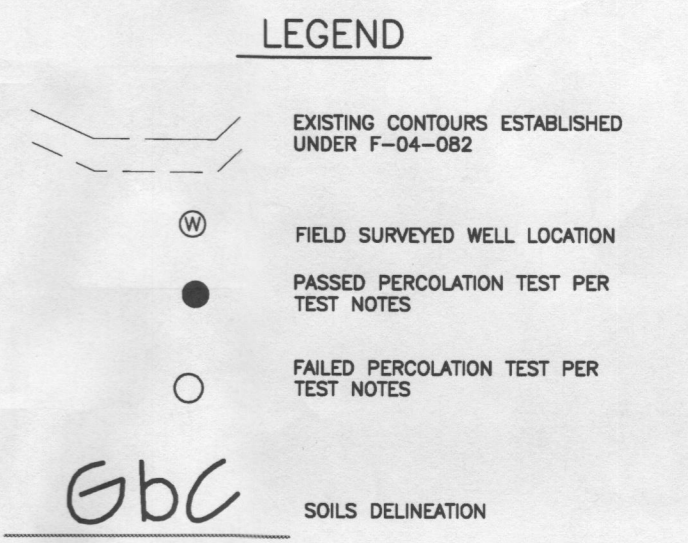 LEGEND
EXISTING CONTOURS ESTABLISHED
UNDER F-04-082
W
FIELD SURVEYED WELL LOCATION
PASSED PERCOLATION TEST PER
TEST NOTES
FAILED PERCOLATION TEST PER
TEST NOTES
GbC
SOILS DELINEATION